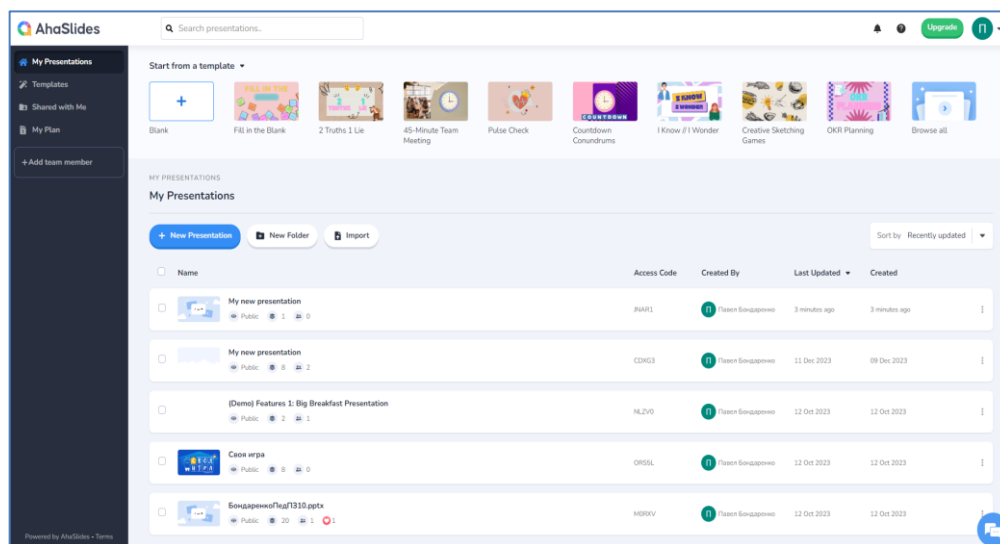 AhaSlides
Search presentations..
Upgrade
П
My Presentations
Templates
Shared with Me
My Plan
+Add team member
Start from a template
Blank
Fill in the Blank
2 Truths 1 Lie
45-Minute Team
Meeting
Pulse Check
Countdown
Conundrums
I Know // I Wonder
Creative Sketching
Games
OKR Planning
Browse all
MY PRESENTATIONS
My Presentations
+ New Presentation
New Folder
Import
Sort by Recently updated
Name Access Code Created By Last Updated Created
My new presentation
Public 1 0
JNAR1 П Павел Бондаренко 3 minutes ago 3 minutes ago
My new presentation
Public 8 2
CDXG3 П Павел Бондаренко 11 Dec 2023 09 Dec 2023
(Demo) Features 1: Big Breakfast Presentation
Public 2 1
NLZV0 П Павел Бондаренко 12 Oct 2023 12 Oct 2023
Своя игра
Public 8 0
ORS5L П Павел Бондаренко 12 Oct 2023 12 Oct 2023
БондаренкоПедП310.pptx
Public 20 1 1
M0RXV П Павел Бондаренко 12 Oct 2023 12 Oct 2023
Powered by AhaSlides • Terms